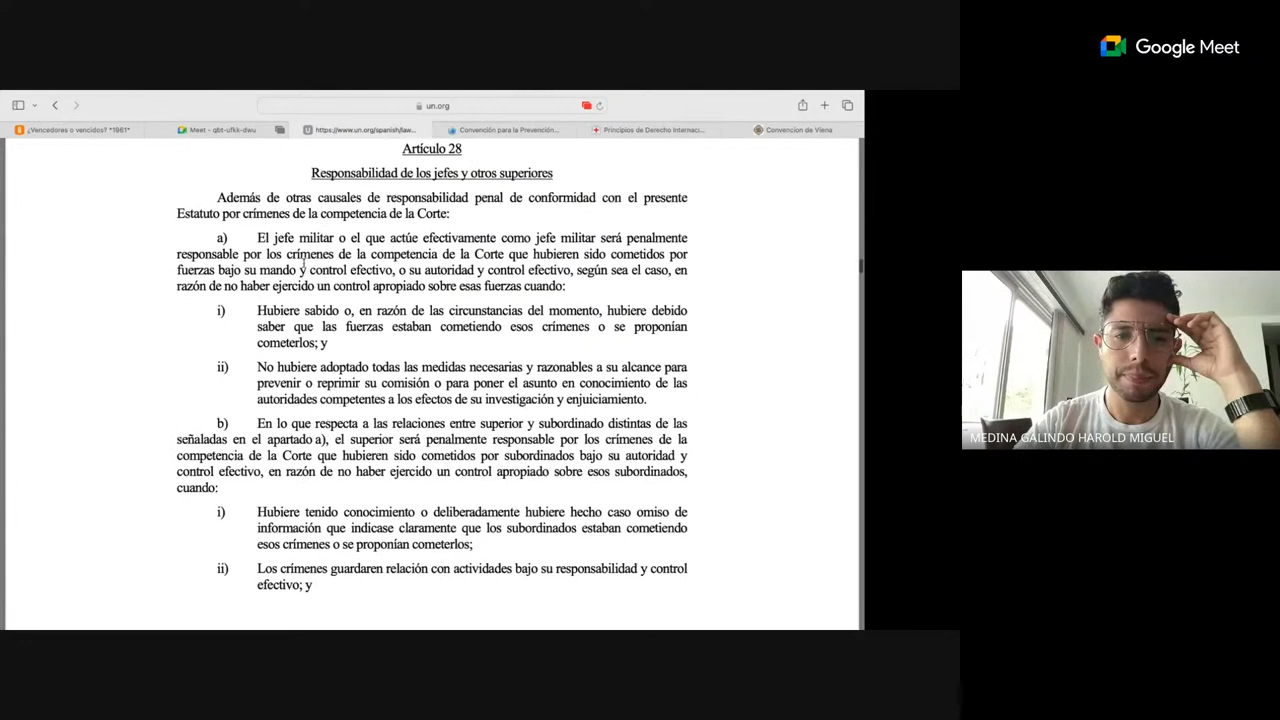 Google Meet
un.org
¿Vencedores o vencidos? *1961*
Meet - qbt-ufkk-dwu
https://www.un.org/spanish/law...
Convención para la Prevención...
Principios de Derecho Internaci...
Convencion de Viena
Artículo 28
Responsabilidad de los jefes y otros superiores
Además de otras causales de responsabilidad penal de conformidad con el presente
Estatuto por crímenes de la competencia de la Corte:
a) El jefe militar o el que actúe efectivamente como jefe militar será penalmente
responsable por los crímenes de la competencia de la Corte que hubieren sido cometidos por
fuerzas bajo su mando y control efectivo, o su autoridad y control efectivo, según sea el caso, en
razón de no haber ejercido un control apropiado sobre esas fuerzas cuando:
i) Hubiere sabido o, en razón de las circunstancias del momento, hubiere debido
saber que las fuerzas estaban cometiendo esos crímenes o se proponían
cometerlos; y
ii) No hubiere adoptado todas las medidas necesarias y razonables a su alcance para
prevenir o reprimir su comisión o para poner el asunto en conocimiento de las
autoridades competentes a los efectos de su investigación y enjuiciamiento.
b) En lo que respecta a las relaciones entre superior y subordinado distintas de las
señaladas en el apartado a), el superior será penalmente responsable por los crímenes de la
competencia de la Corte que hubieren sido cometidos por subordinados bajo su autoridad y
control efectivo, en razón de no haber ejercido un control apropiado sobre esos subordinados,
cuando:
i) Hubiere tenido conocimiento o deliberadamente hubiere hecho caso omiso de
información que indicase claramente que los subordinados estaban cometiendo
esos crímenes o se proponían cometerlos;
ii) Los crímenes guardaren relación con actividades bajo su responsabilidad y control
efectivo; y
MEDINA GALINDO HAROLD MIGUEL